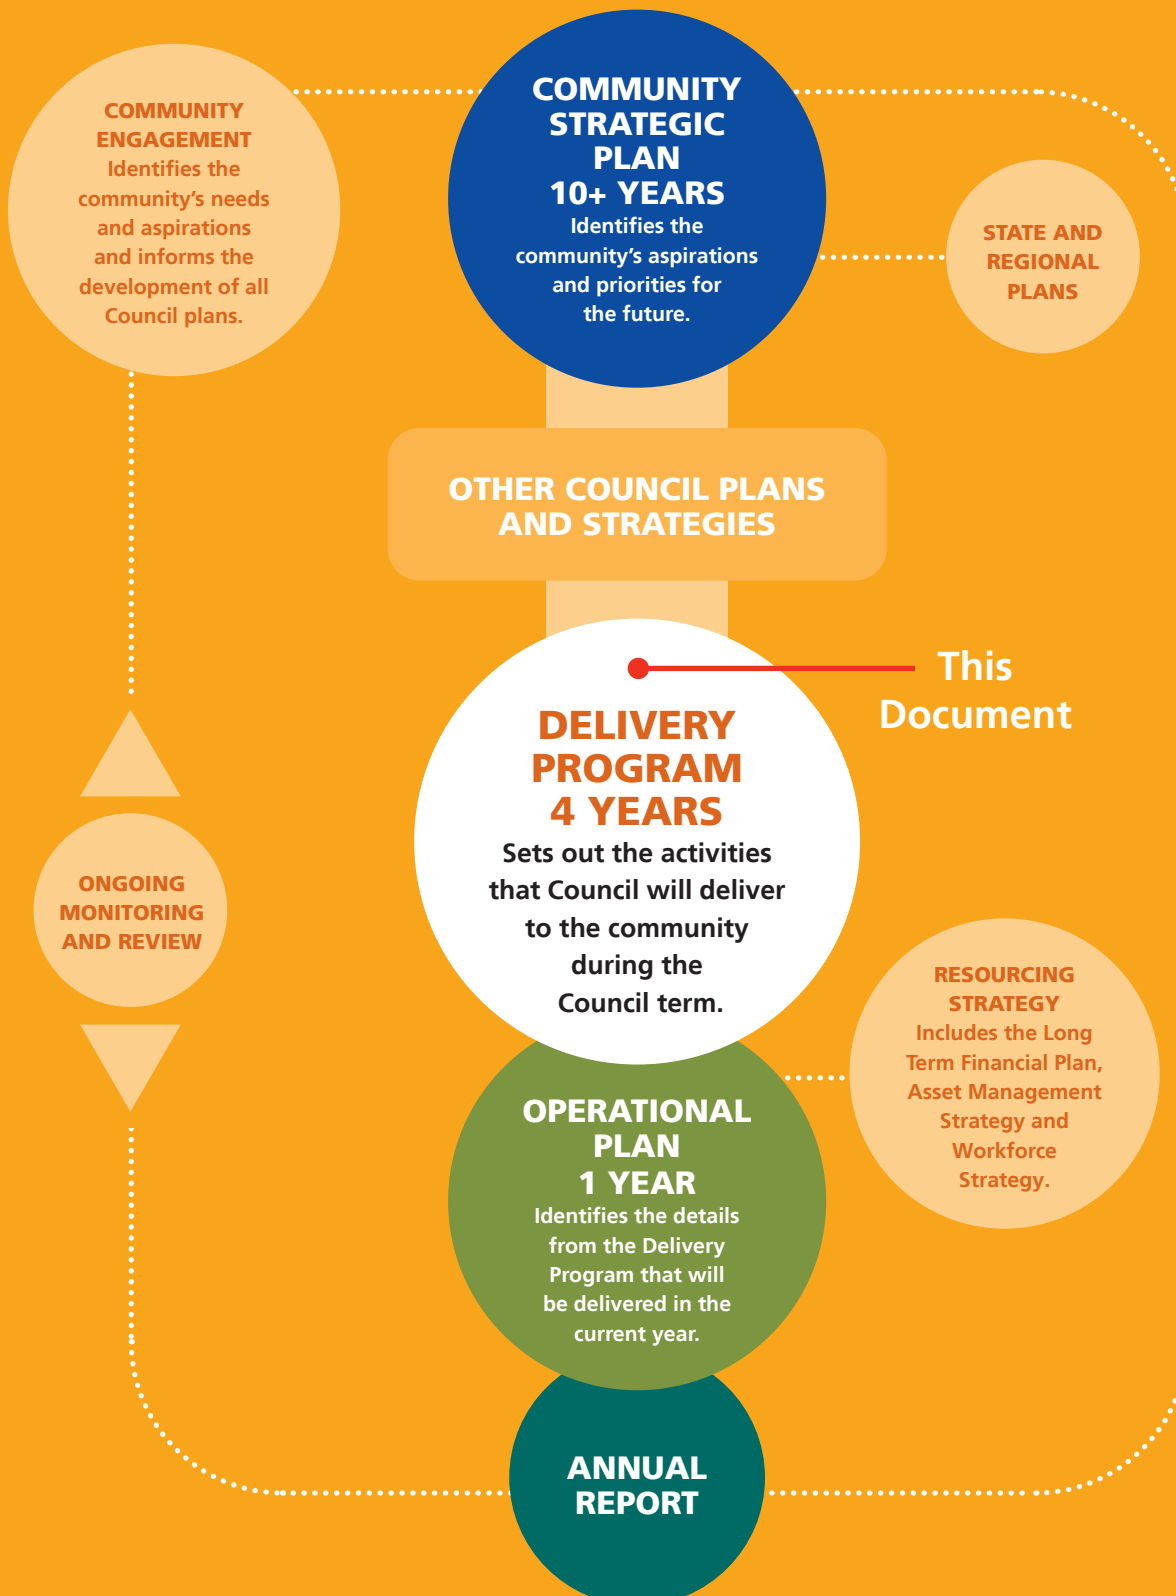 COMMUNITY
ENGAGEMENT
Identifies the
community’s needs
and aspirations
and informs the
development of all
Council plans.
COMMUNITY
STRATEGIC
PLAN
10+ YEARS
Identifies the
community’s aspirations
and priorities for
the future.
STATE AND
REGIONAL
PLANS
OTHER COUNCIL PLANS
AND STRATEGIES
This
Document
DELIVERY
PROGRAM
4 YEARS
Sets out the activities
that Council will deliver
to the community
during the
Council term.
ONGOING
MONITORING
AND REVIEW
RESOURCING
STRATEGY
Includes the Long
Term Financial Plan,
Asset Management
Strategy and
Workforce
Strategy.
OPERATIONAL
PLAN
1 YEAR
Identifies the details
from the Delivery
Program that will
be delivered in the
current year.
ANNUAL
REPORT